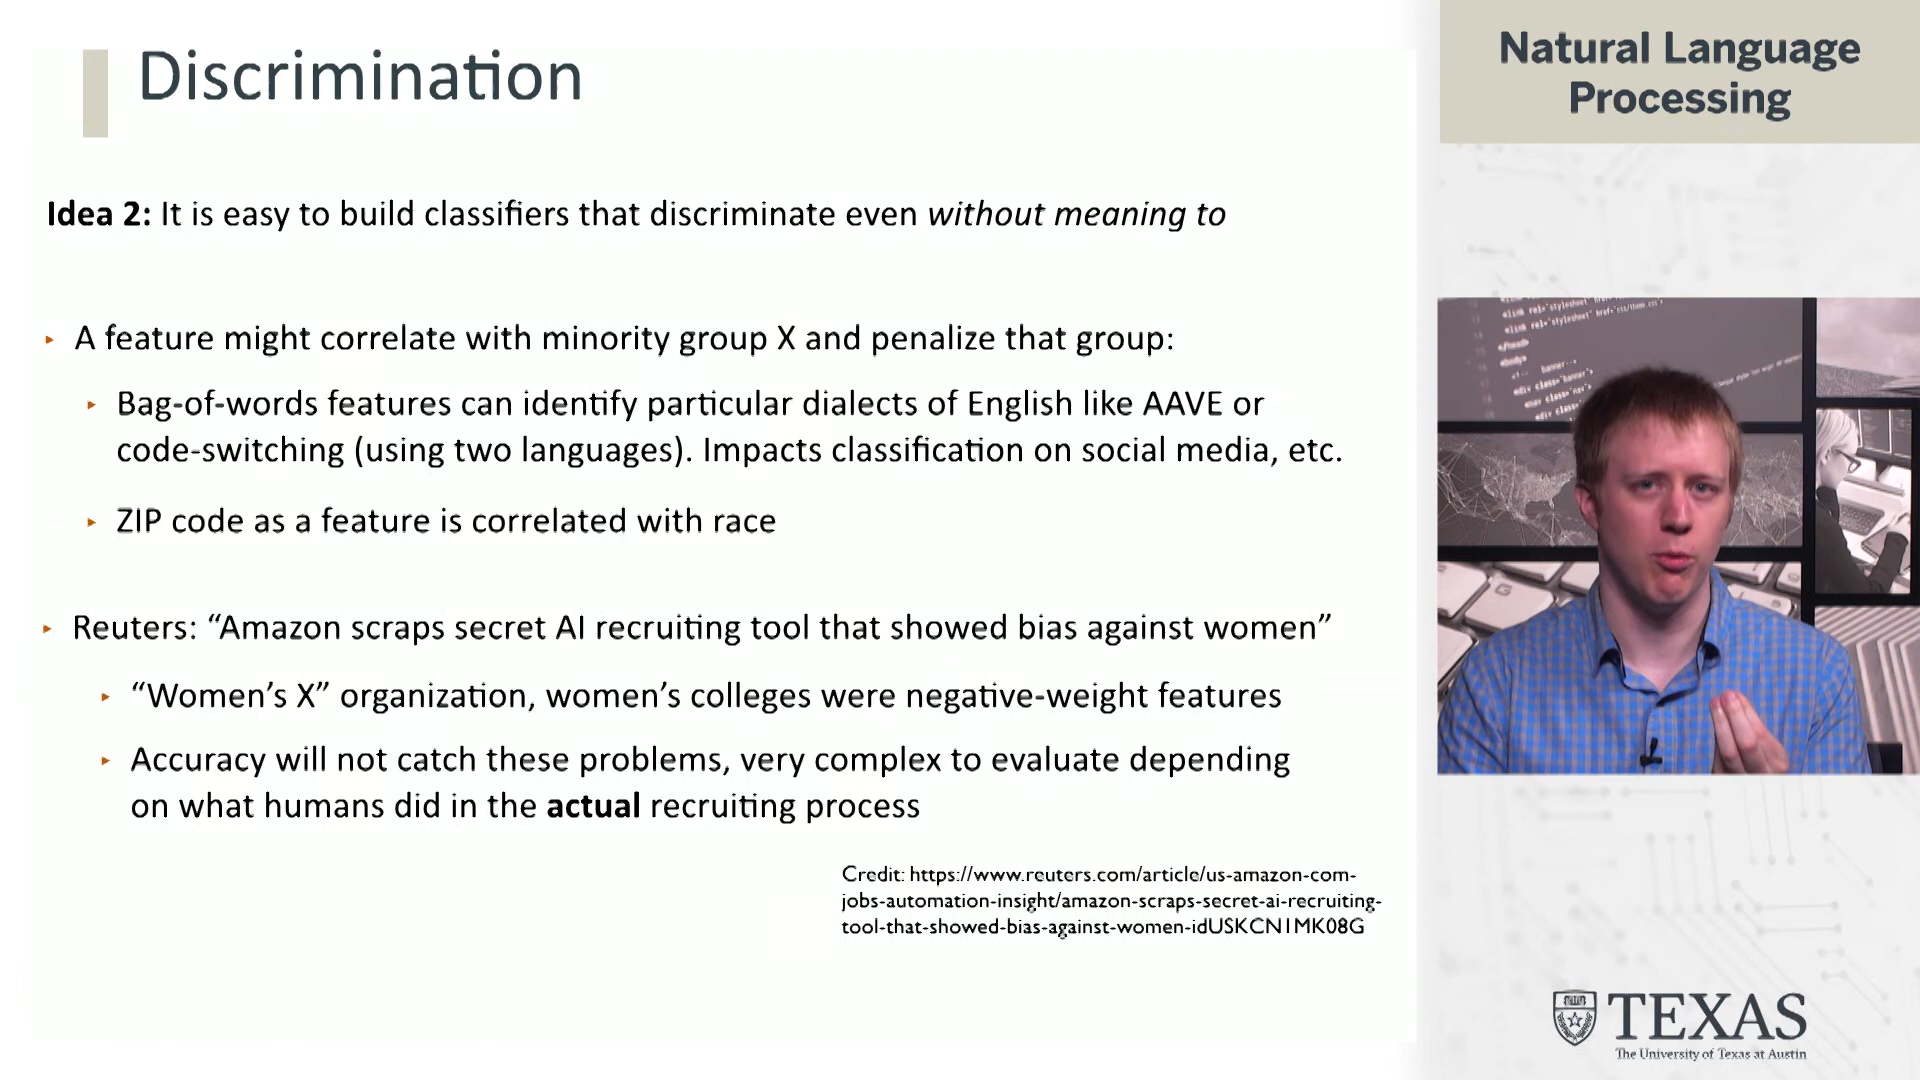 Discrimination
Natural Language
Processing
Idea 2: It is easy to build classifiers that discriminate even without meaning to
‣ A feature might correlate with minority group X and penalize that group:
‣ Bag-of-words features can identify particular dialects of English like AAVE or
code-switching (using two languages). Impacts classification on social media, etc.
‣ ZIP code as a feature is correlated with race
‣ Reuters: “Amazon scraps secret AI recruiting tool that showed bias against women”
‣ “Women’s X” organization, women’s colleges were negative-weight features
‣ Accuracy will not catch these problems, very complex to evaluate depending
on what humans did in the actual recruiting process
Credit: https://www.reuters.com/article/us-amazon-com-
jobs-automation-insight/amazon-scraps-secret-ai-recruiting-
tool-that-showed-bias-against-women-idUSKCN1MK08G
TEXAS
The University of Texas at Austin